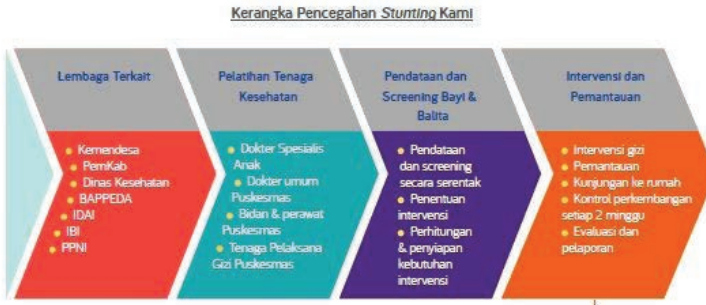 Kerangka Pencegahan Stunting Kami
Lembaga Terkait
Kemendesa
PemKab
Dinas Kesehatan
BAPPEDA
IDAI
IBI
PPNI
Pelatihan Tenaga
Kesehatan
Dokter Spesialis
Anak
Dokter umum
Puskesmas
Bidan & perawat
Puskesmas
Tenaga Pelaksana
Gizi Puskesmas
Pendataan dan
Screening Bayi &
Balita
Pendataan
dan screening
secara serentak
Penentuan
intervensi
Perhitungan
& penyiapan
kebutuhan
intervensi
Intervensi dan
Pemantauan
Intervensi gizi
Pemantauan
Kunjungan ke rumah
Kontrol perkembangan
setiap 2 minggu
Evaluasi dan
pelaporan